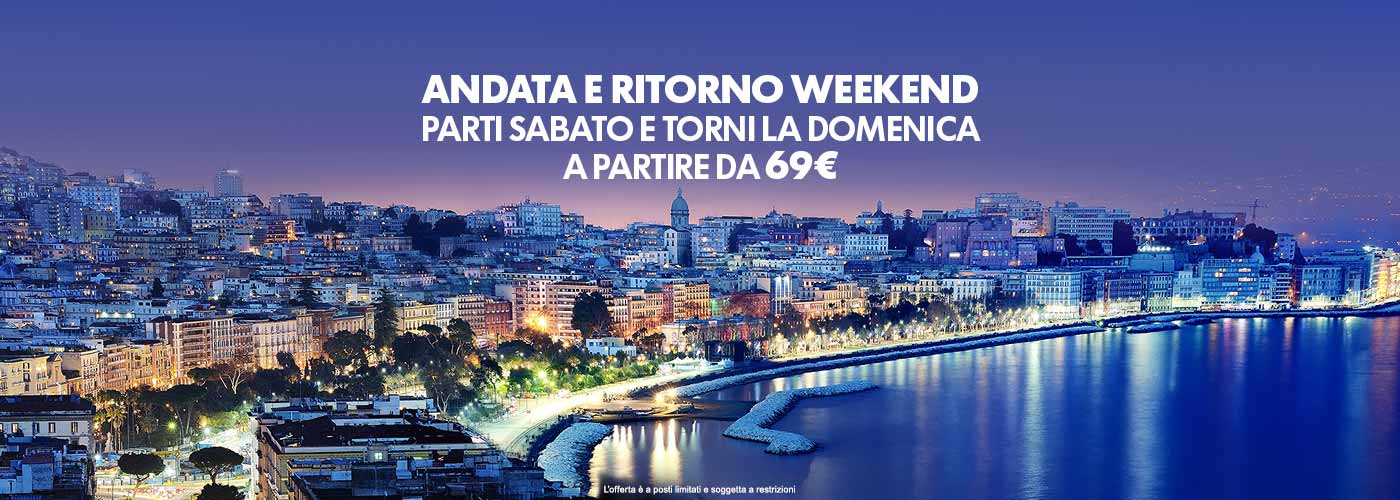 ANDATA E RITORNO WEEKEND
PARTI SABATO E TORNI LA DOMENICA
A PARTIRE DA 69€
L'offerta è a posti limitati e soggetta a restrizioni